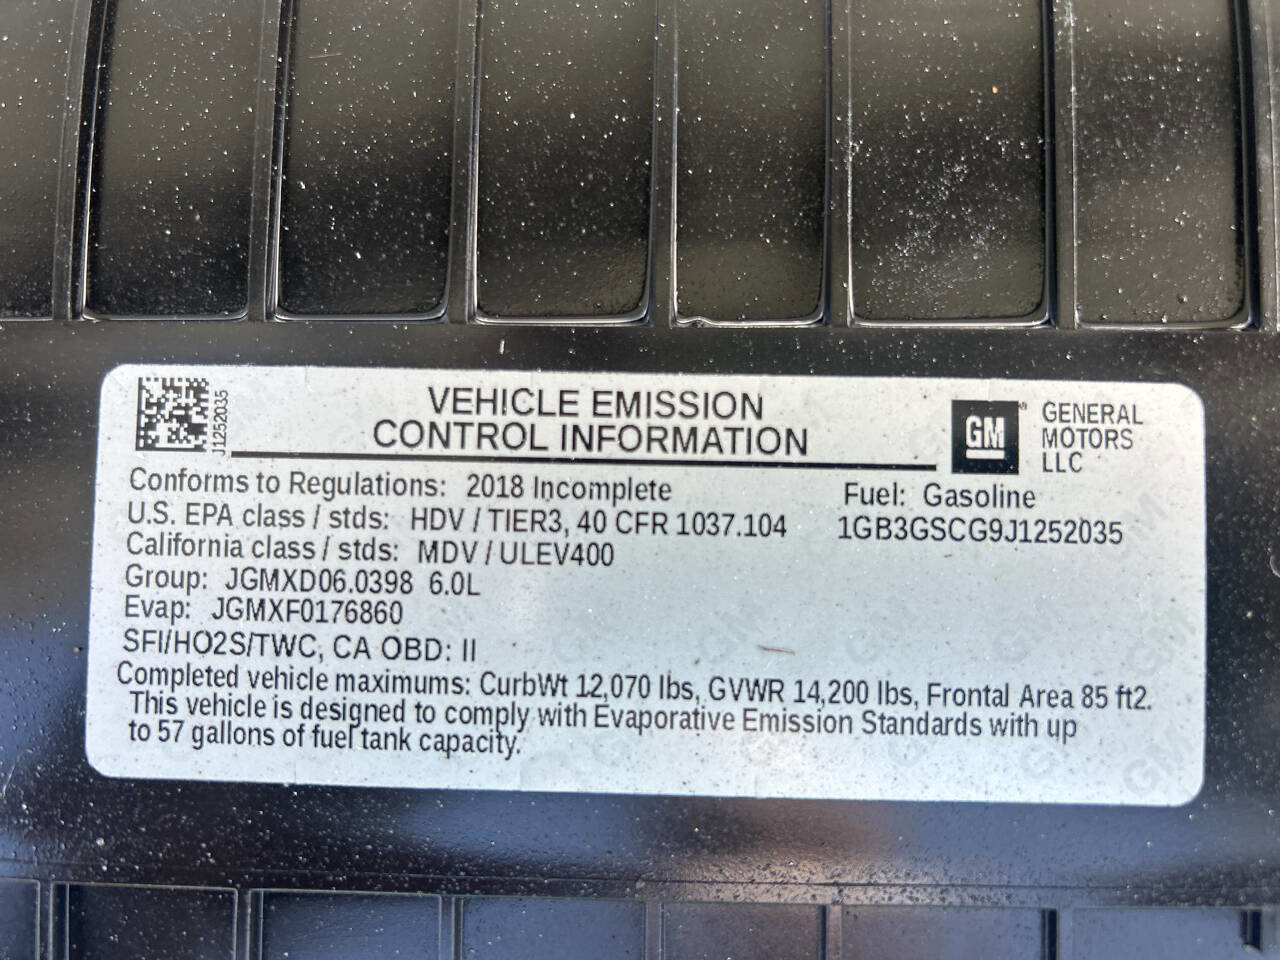 J1252035
VEHICLE EMISSION
CONTROL INFORMATION
GM
GENERAL
MOTORS
LLC
Conforms to Regulations: 2018 Incomplete
Fuel: Gasoline
U.S. EPA class / stds: HDV / TIER3, 40 CFR 1037.104
1GB3GSCG9J1252035
California class / stds: MDV / ULEV400
Group: JGMXD06.0398 6.0L
Evap: JGMXF0176860
SFI/HO2S/TWC, CA OBD: II
Completed vehicle maximums: CurbWt 12,070 lbs, GVWR 14,200 lbs, Frontal Area 85 ft2.
This vehicle is designed to comply with Evaporative Emission Standards with up
to 57 gallons of fuel tank capacity.